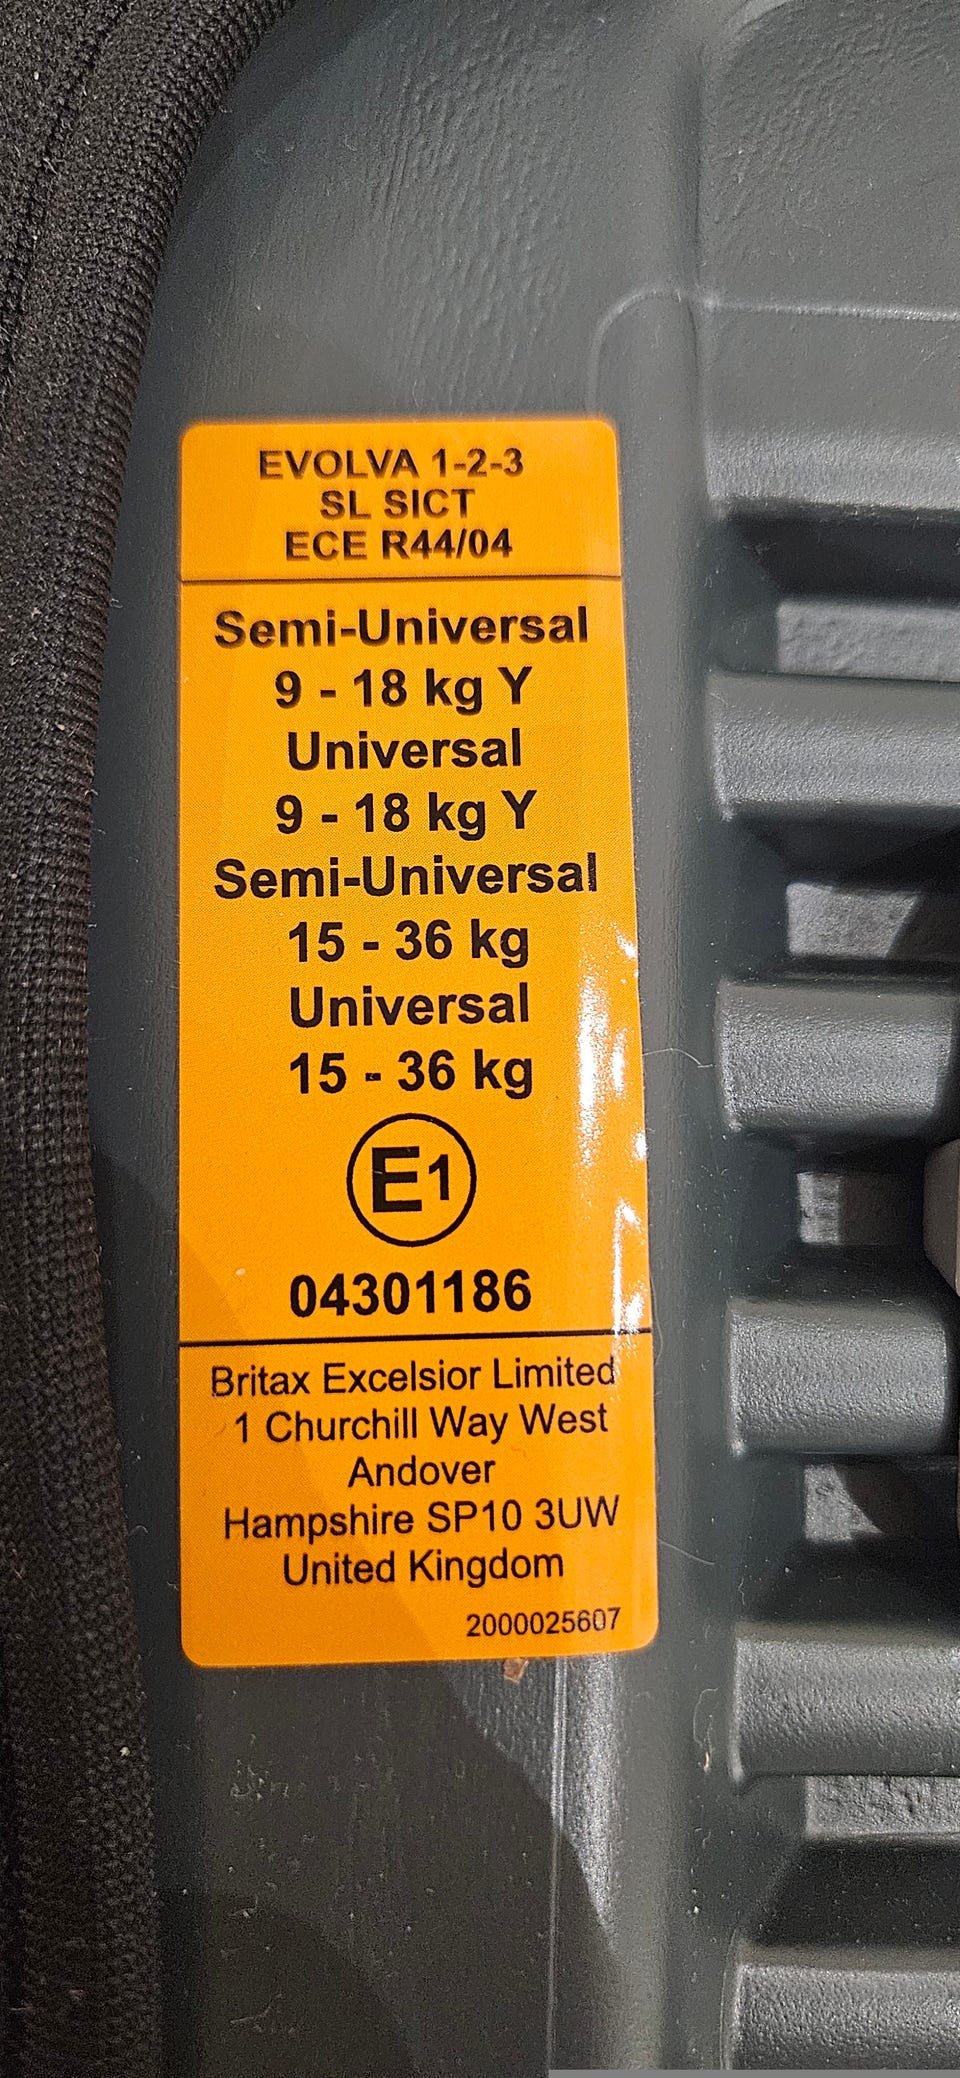 EVOLVA 1-2-3
SL SICT
ECE R44/04
Semi-Universal
9 - 18 kg Y
Universal
9 - 18 kg Y
Semi-Universal
15 - 36 kg
Universal
15 - 36 kg
E1
04301186
Britax Excelsior Limited
1 Churchill Way West
Andover
Hampshire SP10 3UW
United Kingdom
2000025607